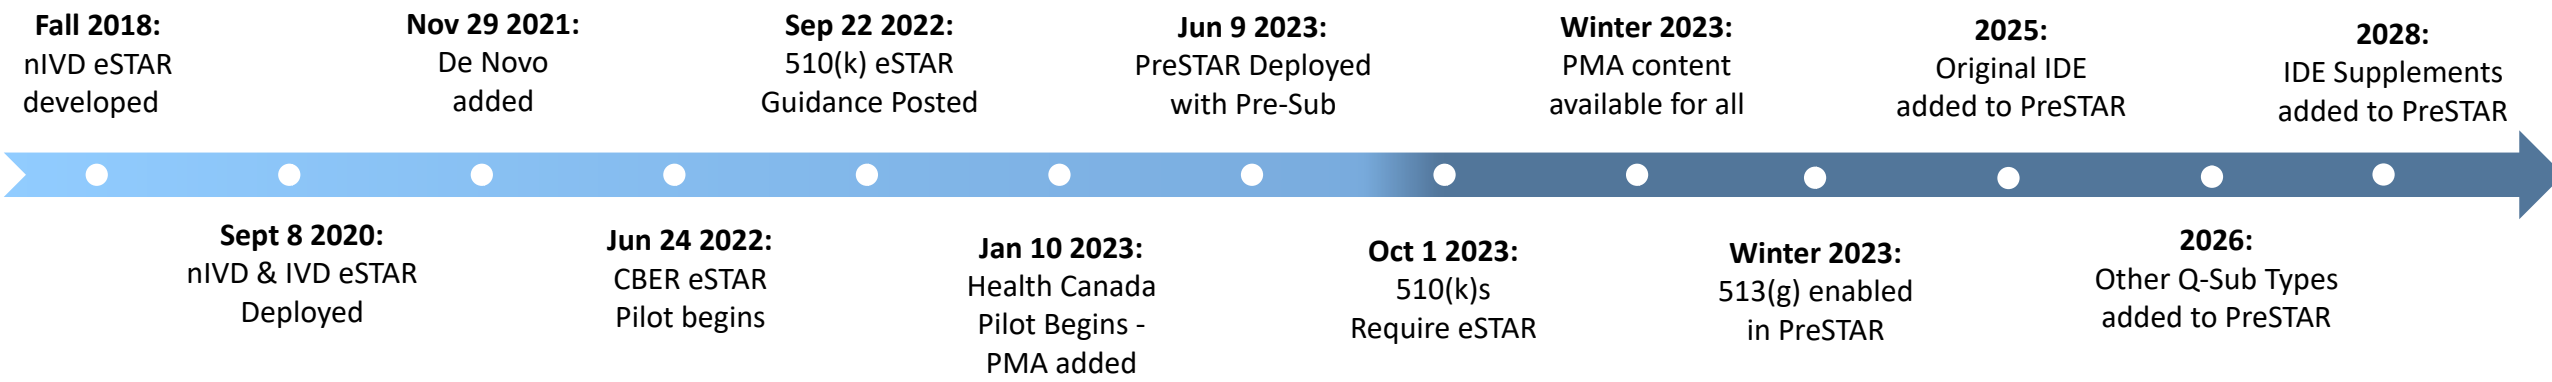 Fall 2018:
nIVD eSTAR
developed
Sept 8 2020:
nIVD & IVD eSTAR
Deployed
Nov 29 2021:
De Novo
added
Jun 24 2022:
CBER eSTAR
Pilot begins
Sep 22 2022:
510(k) eSTAR
Guidance Posted
Jan 10 2023:
Health Canada
Pilot Begins -
PMA added
Jun 9 2023:
PreSTAR Deployed
with Pre-Sub
Oct 1 2023:
510(k)s
Require eSTAR
Winter 2023:
PMA content
available for all
Winter 2023:
513(g) enabled
in PreSTAR
2025:
Original IDE
added to PreSTAR
2026:
Other Q-Sub Types
added to PreSTAR
2028:
IDE Supplements
added to PreSTAR